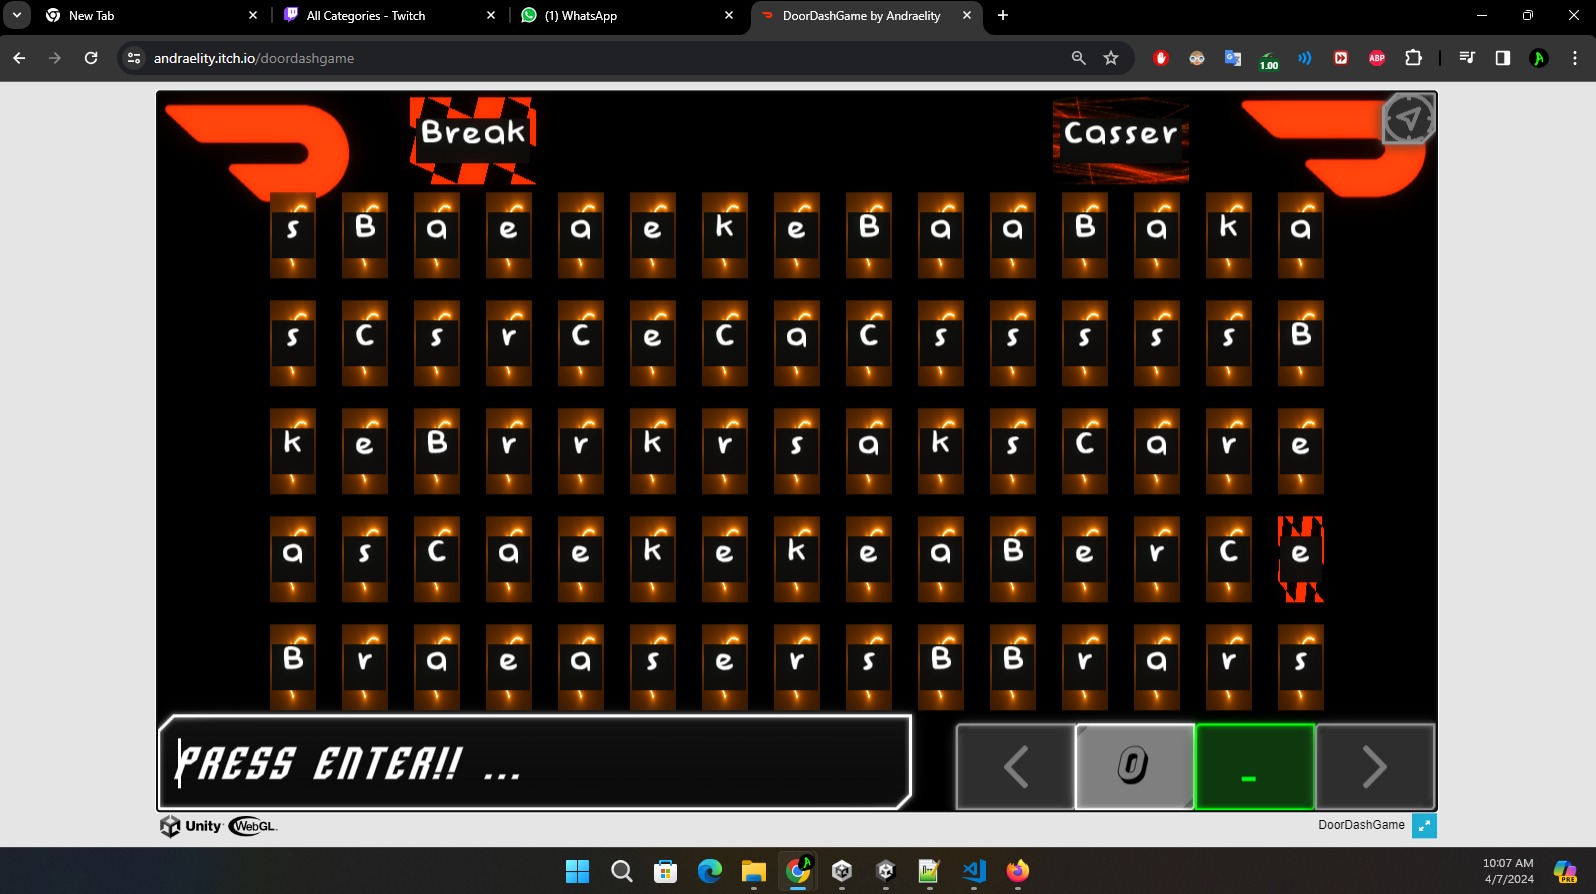 New Tab
All Categories - Twitch
(1) WhatsApp
DoorDashGame by Andraelity
andraelity.itch.io/doordashgame
1.00
ABP
Break
Casser
s B a e a e k e B a a B a k a
s C s r C e C a C s s s s s B
k e B r r k r s a k s C a r e
a s C a e k e k e a B e r C e
B r a e a s e r s B B r a r s
PRESS ENTER!! ...
0
_
Unity WebGL.
DoorDashGame
10:07 AM
4/7/2024
PRE